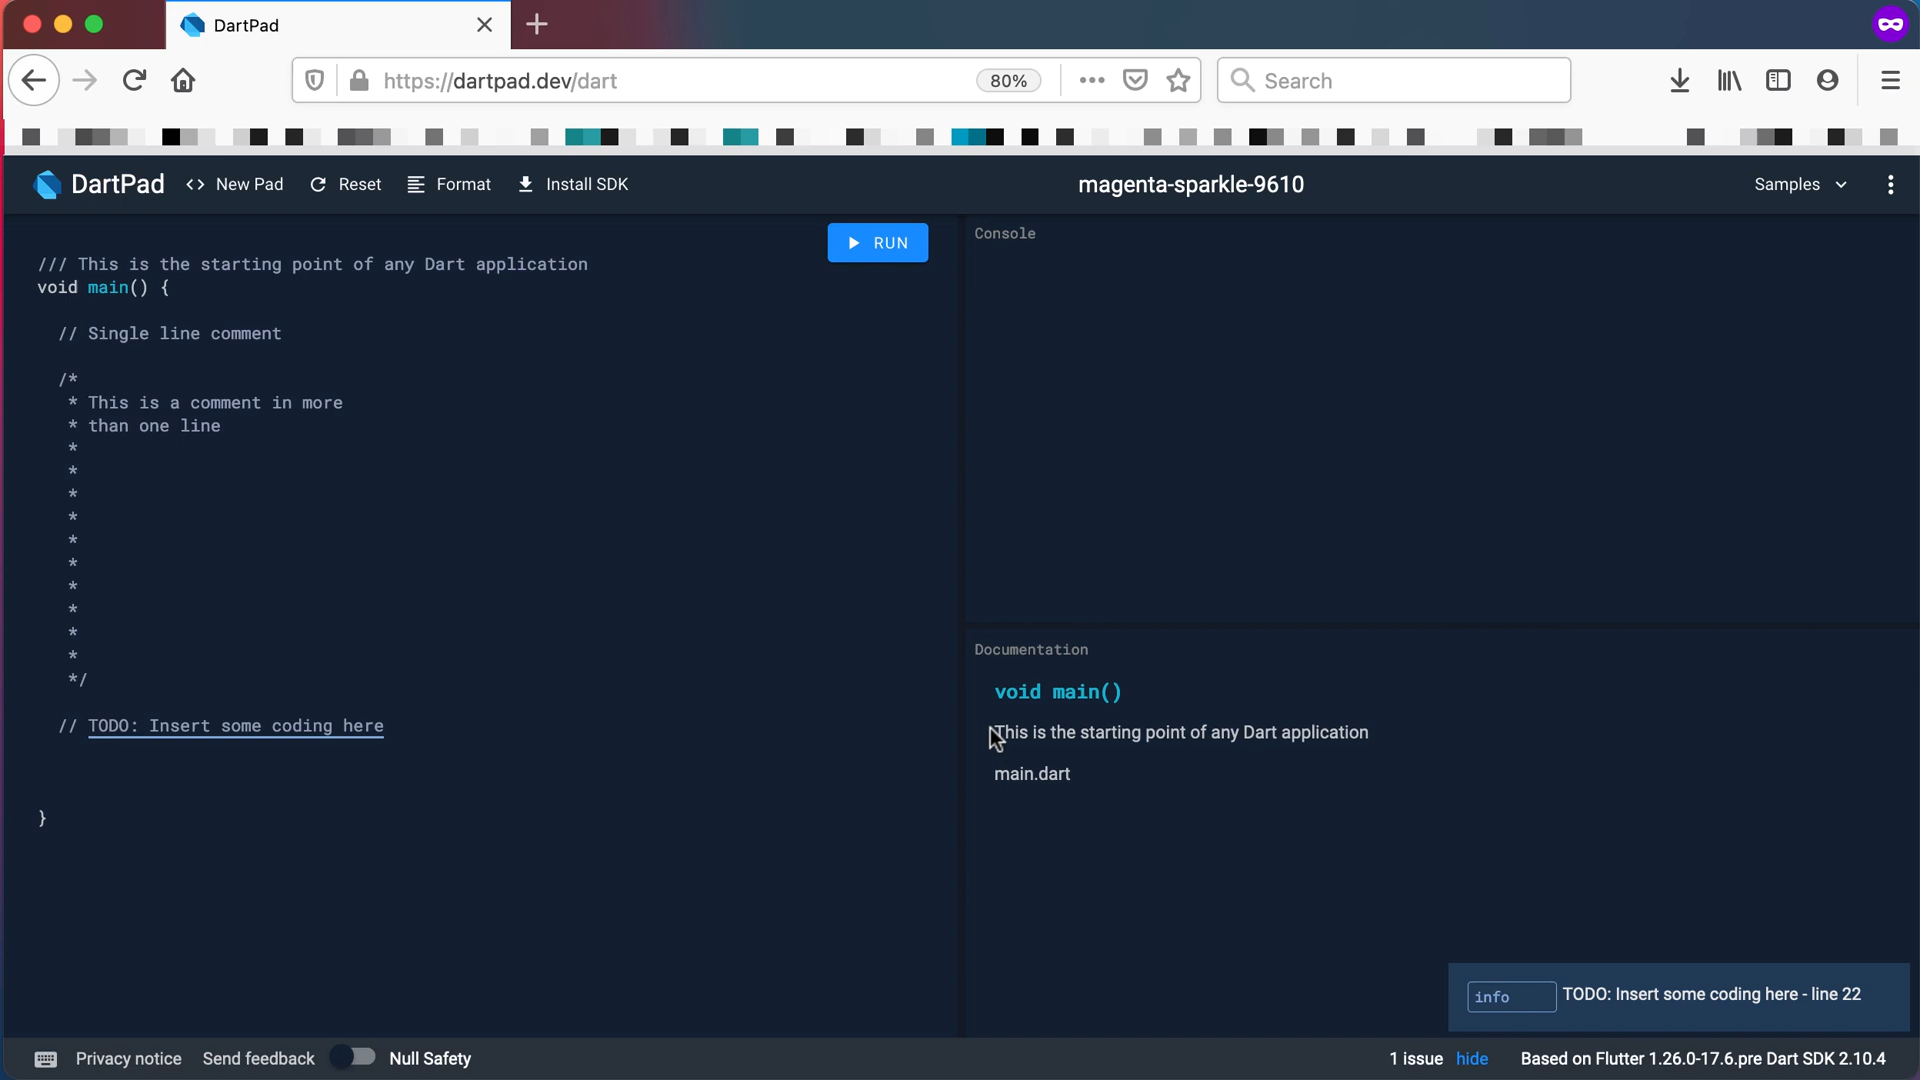 DartPad
https://dartpad.dev/dart
80%
Search
DartPad
<> New Pad
Reset
Format
Install SDK
magenta-sparkle-9610
Samples
RUN
/// This is the starting point of any Dart application
void main() {
// Single line comment
/*
* This is a comment in more
* than one line
*
*
*
*
*
*
*
*
*
*
*/
// TODO: Insert some coding here
}
Console
Documentation
void main()
This is the starting point of any Dart application
main.dart
info TODO: Insert some coding here - line 22
Privacy notice
Send feedback
Null Safety
1 issue hide
Based on Flutter 1.26.0-17.6.pre Dart SDK 2.10.4